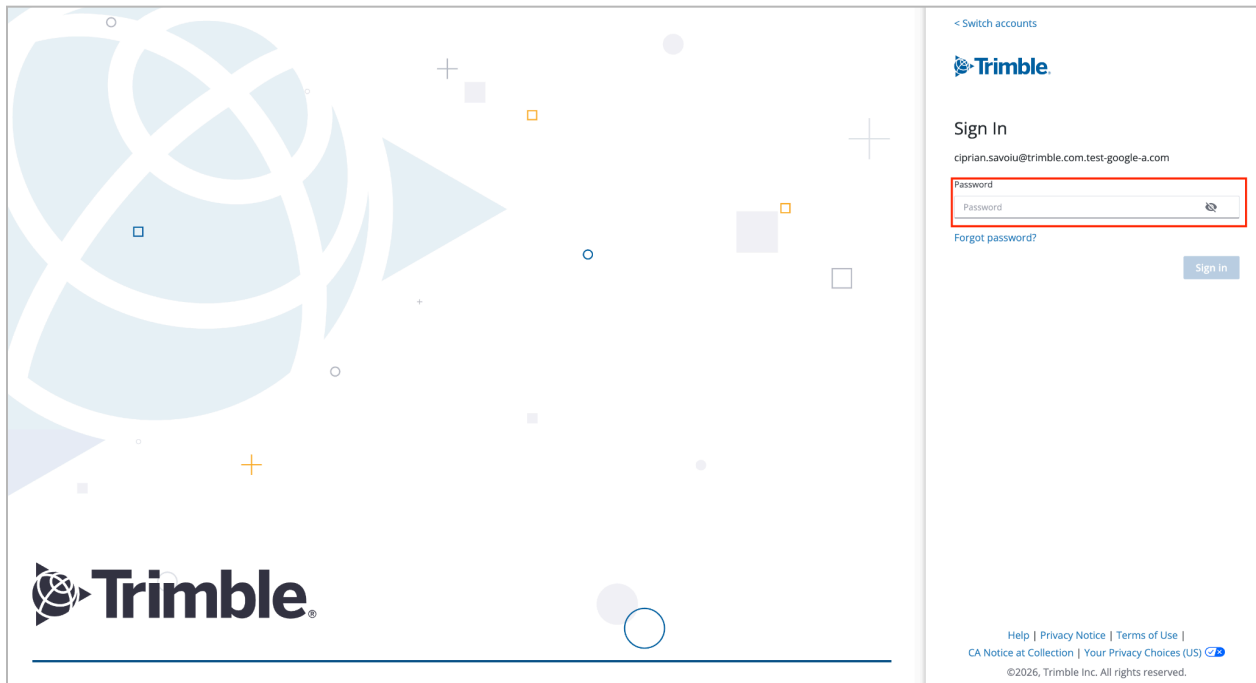 < Switch accounts
Trimble.
Sign In
ciprian.savoiu@trimble.com.test-google-a.com
Password
Password
Forgot password?
Sign in
Trimble®
Help | Privacy Notice | Terms of Use |
CA Notice at Collection | Your Privacy Choices (US)
©2026, Trimble Inc. All rights reserved.